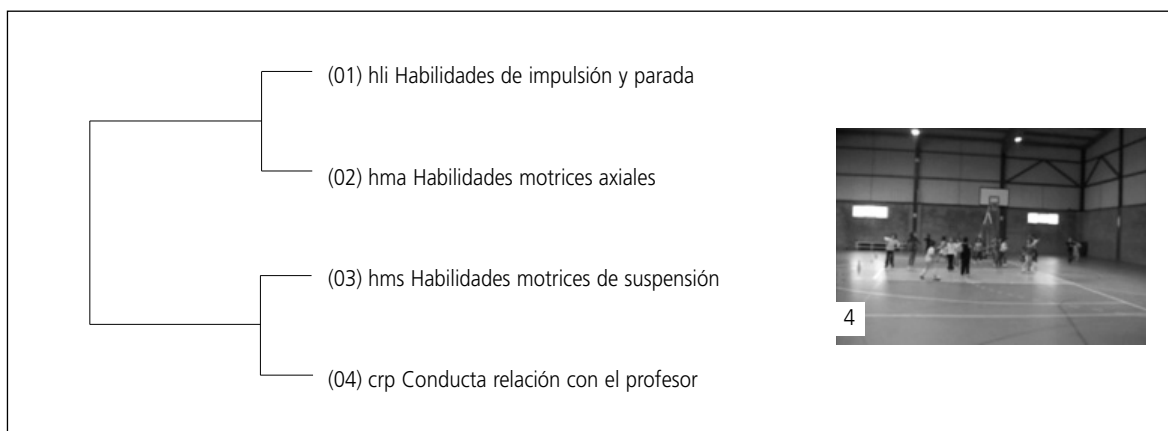 (01) hli Habilidades de impulsión y parada
(02) hma Habilidades motrices axiales
(03) hms Habilidades motrices de suspensión
(04) crp Conducta relación con el profesor
4